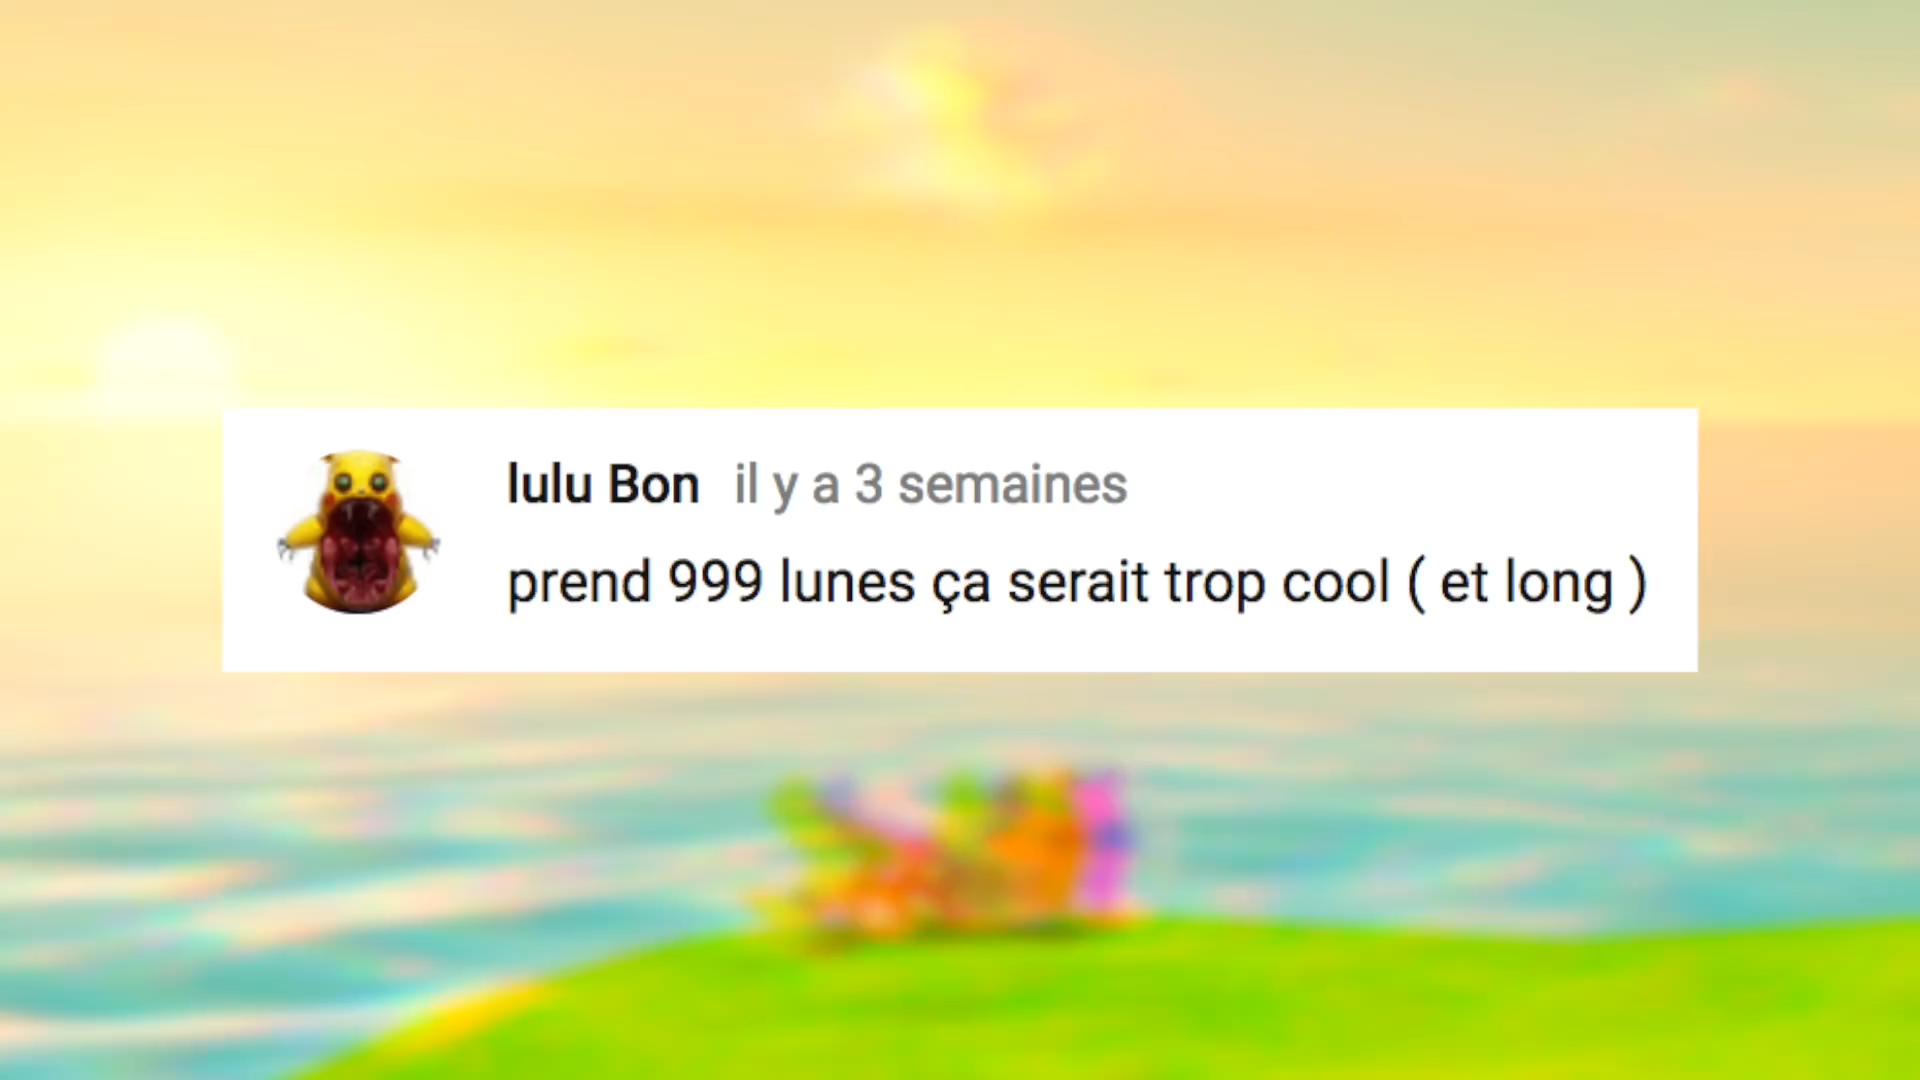 lulu Bon il y a 3 semaines
prend 999 lunes ça serait trop cool ( et long )